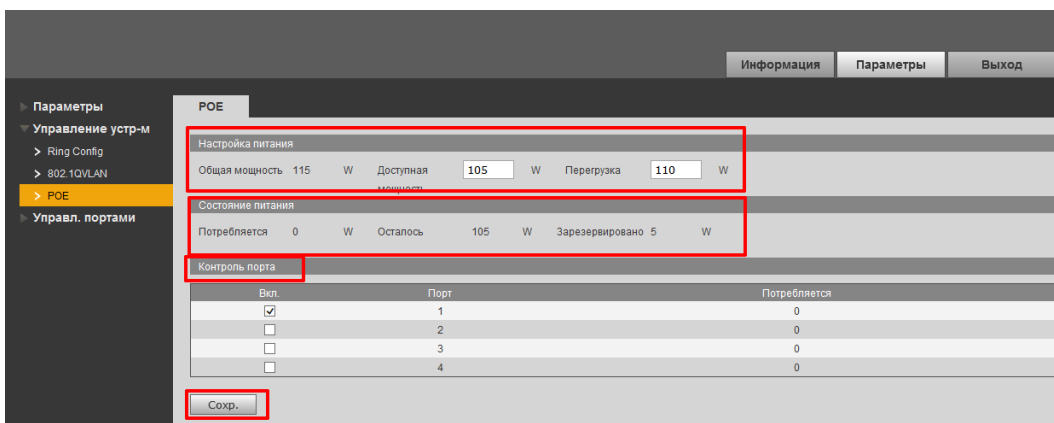 Информация Параметры Выход
Параметры
Управление устр-м
> Ring Config
> 802.1QVLAN
> POE
Управл. портами
POE
Настройка питания
Общая мощность 115 W Доступная мощность 105 W Перегрузка 110 W
Состояние питания
Потребляется 0 W Осталось 105 W Зарезервировано 5 W
Контроль порта
Вкл. Порт Потребляется
1 0
2 0
3 0
4 0
Сохр.